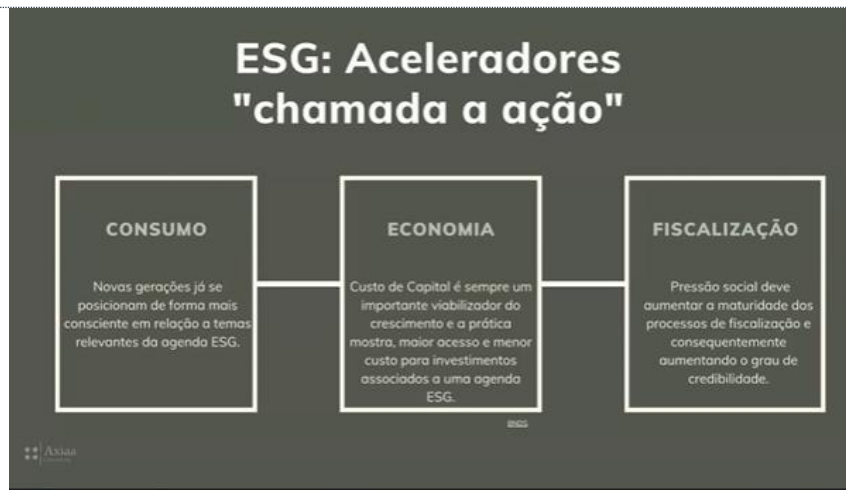 ESG: Aceleradores
"chamada a ação"
CONSUMO
Novas gerações já se
posicionam de forma mais
consciente em relação a temas
relevantes da agenda ESG.
ECONOMIA
Custo de Capital é sempre um
importante viabilizador do
crescimento e a prática
mostra, maior acesso e menor
custo para investimentos
associados a uma agenda
ESG.
FISCALIZAÇÃO
Pressão social deve
aumentar a maturidade dos
processos de fiscalização e
consequentemente
aumentando o grau de
credibilidade.
BNDS
Axiaa